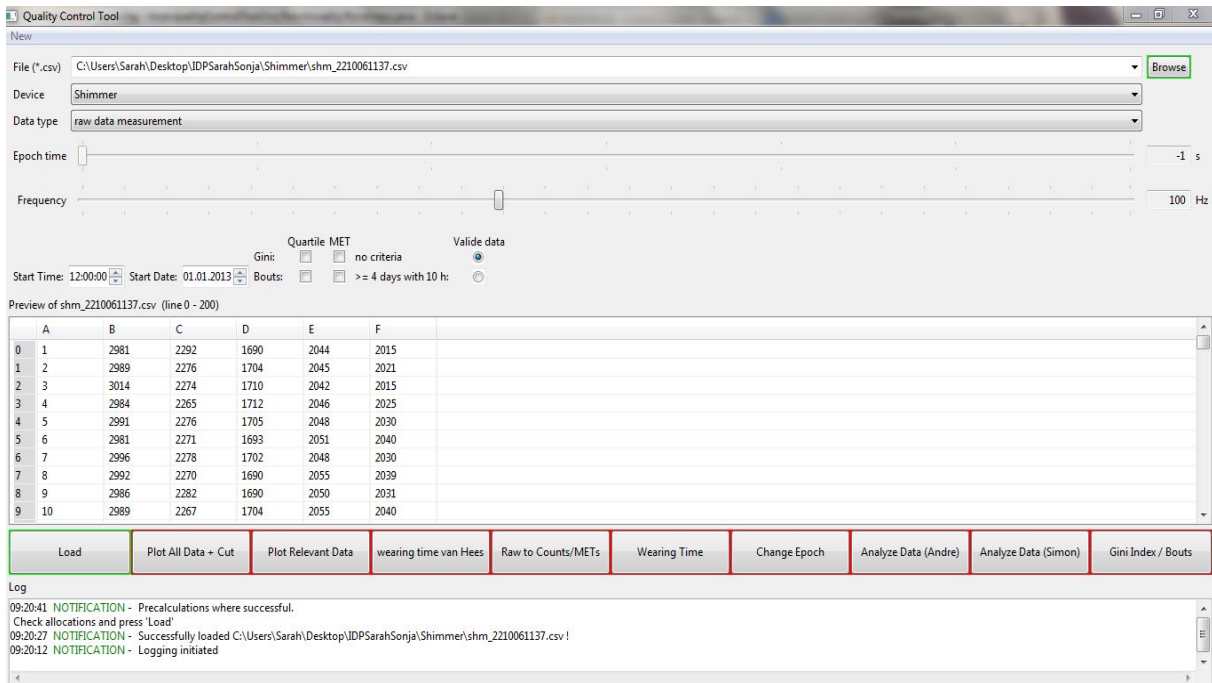 Quality Control Tool
New
File (*.csv) C:\Users\Sarah\Desktop\IDPSarahSonja\Shimmer\shm_2210061137.csv Browse
Device Shimmer
Data type raw data measurement
Epoch time -1 s
Frequency 100 Hz
Quartile MET Valide data
Gini: no criteria
Start Time: 12:00:00 Start Date: 01.01.2013 Bouts: >= 4 days with 10 h:
Preview of shm_2210061137.csv (line 0 - 200)
A B C D E F
0 1 2981 2292 1690 2044 2015
1 2 2989 2276 1704 2045 2021
2 3 3014 2274 1710 2042 2015
3 4 2984 2265 1712 2046 2025
4 5 2991 2276 1705 2048 2030
5 6 2981 2271 1693 2051 2040
6 7 2996 2278 1702 2048 2030
7 8 2992 2270 1690 2055 2039
8 9 2986 2282 1690 2050 2031
9 10 2989 2267 1704 2055 2040
Load Plot All Data + Cut Plot Relevant Data wearing time van Hees Raw to Counts/METs Wearing Time Change Epoch Analyze Data (Andre) Analyze Data (Simon) Gini Index / Bouts
Log
09:20:41 NOTIFICATION - Precalculations where successful.
Check allocations and press 'Load'
09:20:27 NOTIFICATION - Successfully loaded C:\Users\Sarah\Desktop\IDPSarahSonja\Shimmer\shm_2210061137.csv !
09:20:12 NOTIFICATION - Logging initiated